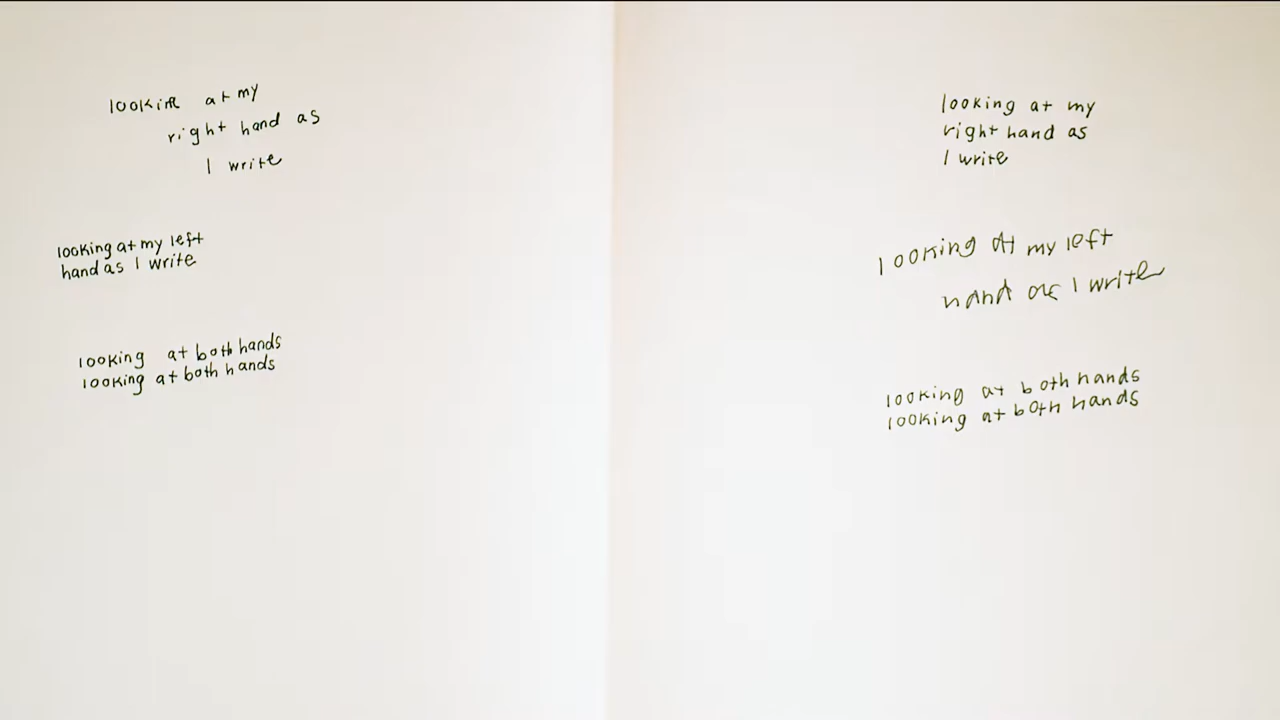 lookine at my
right hand as
I write
looking at my left
hand as I write
looking at both hands
looking at both hands
looking at my
right hand as
I write
looking at my left
hand as I write
looking at both hands
looking at both hands